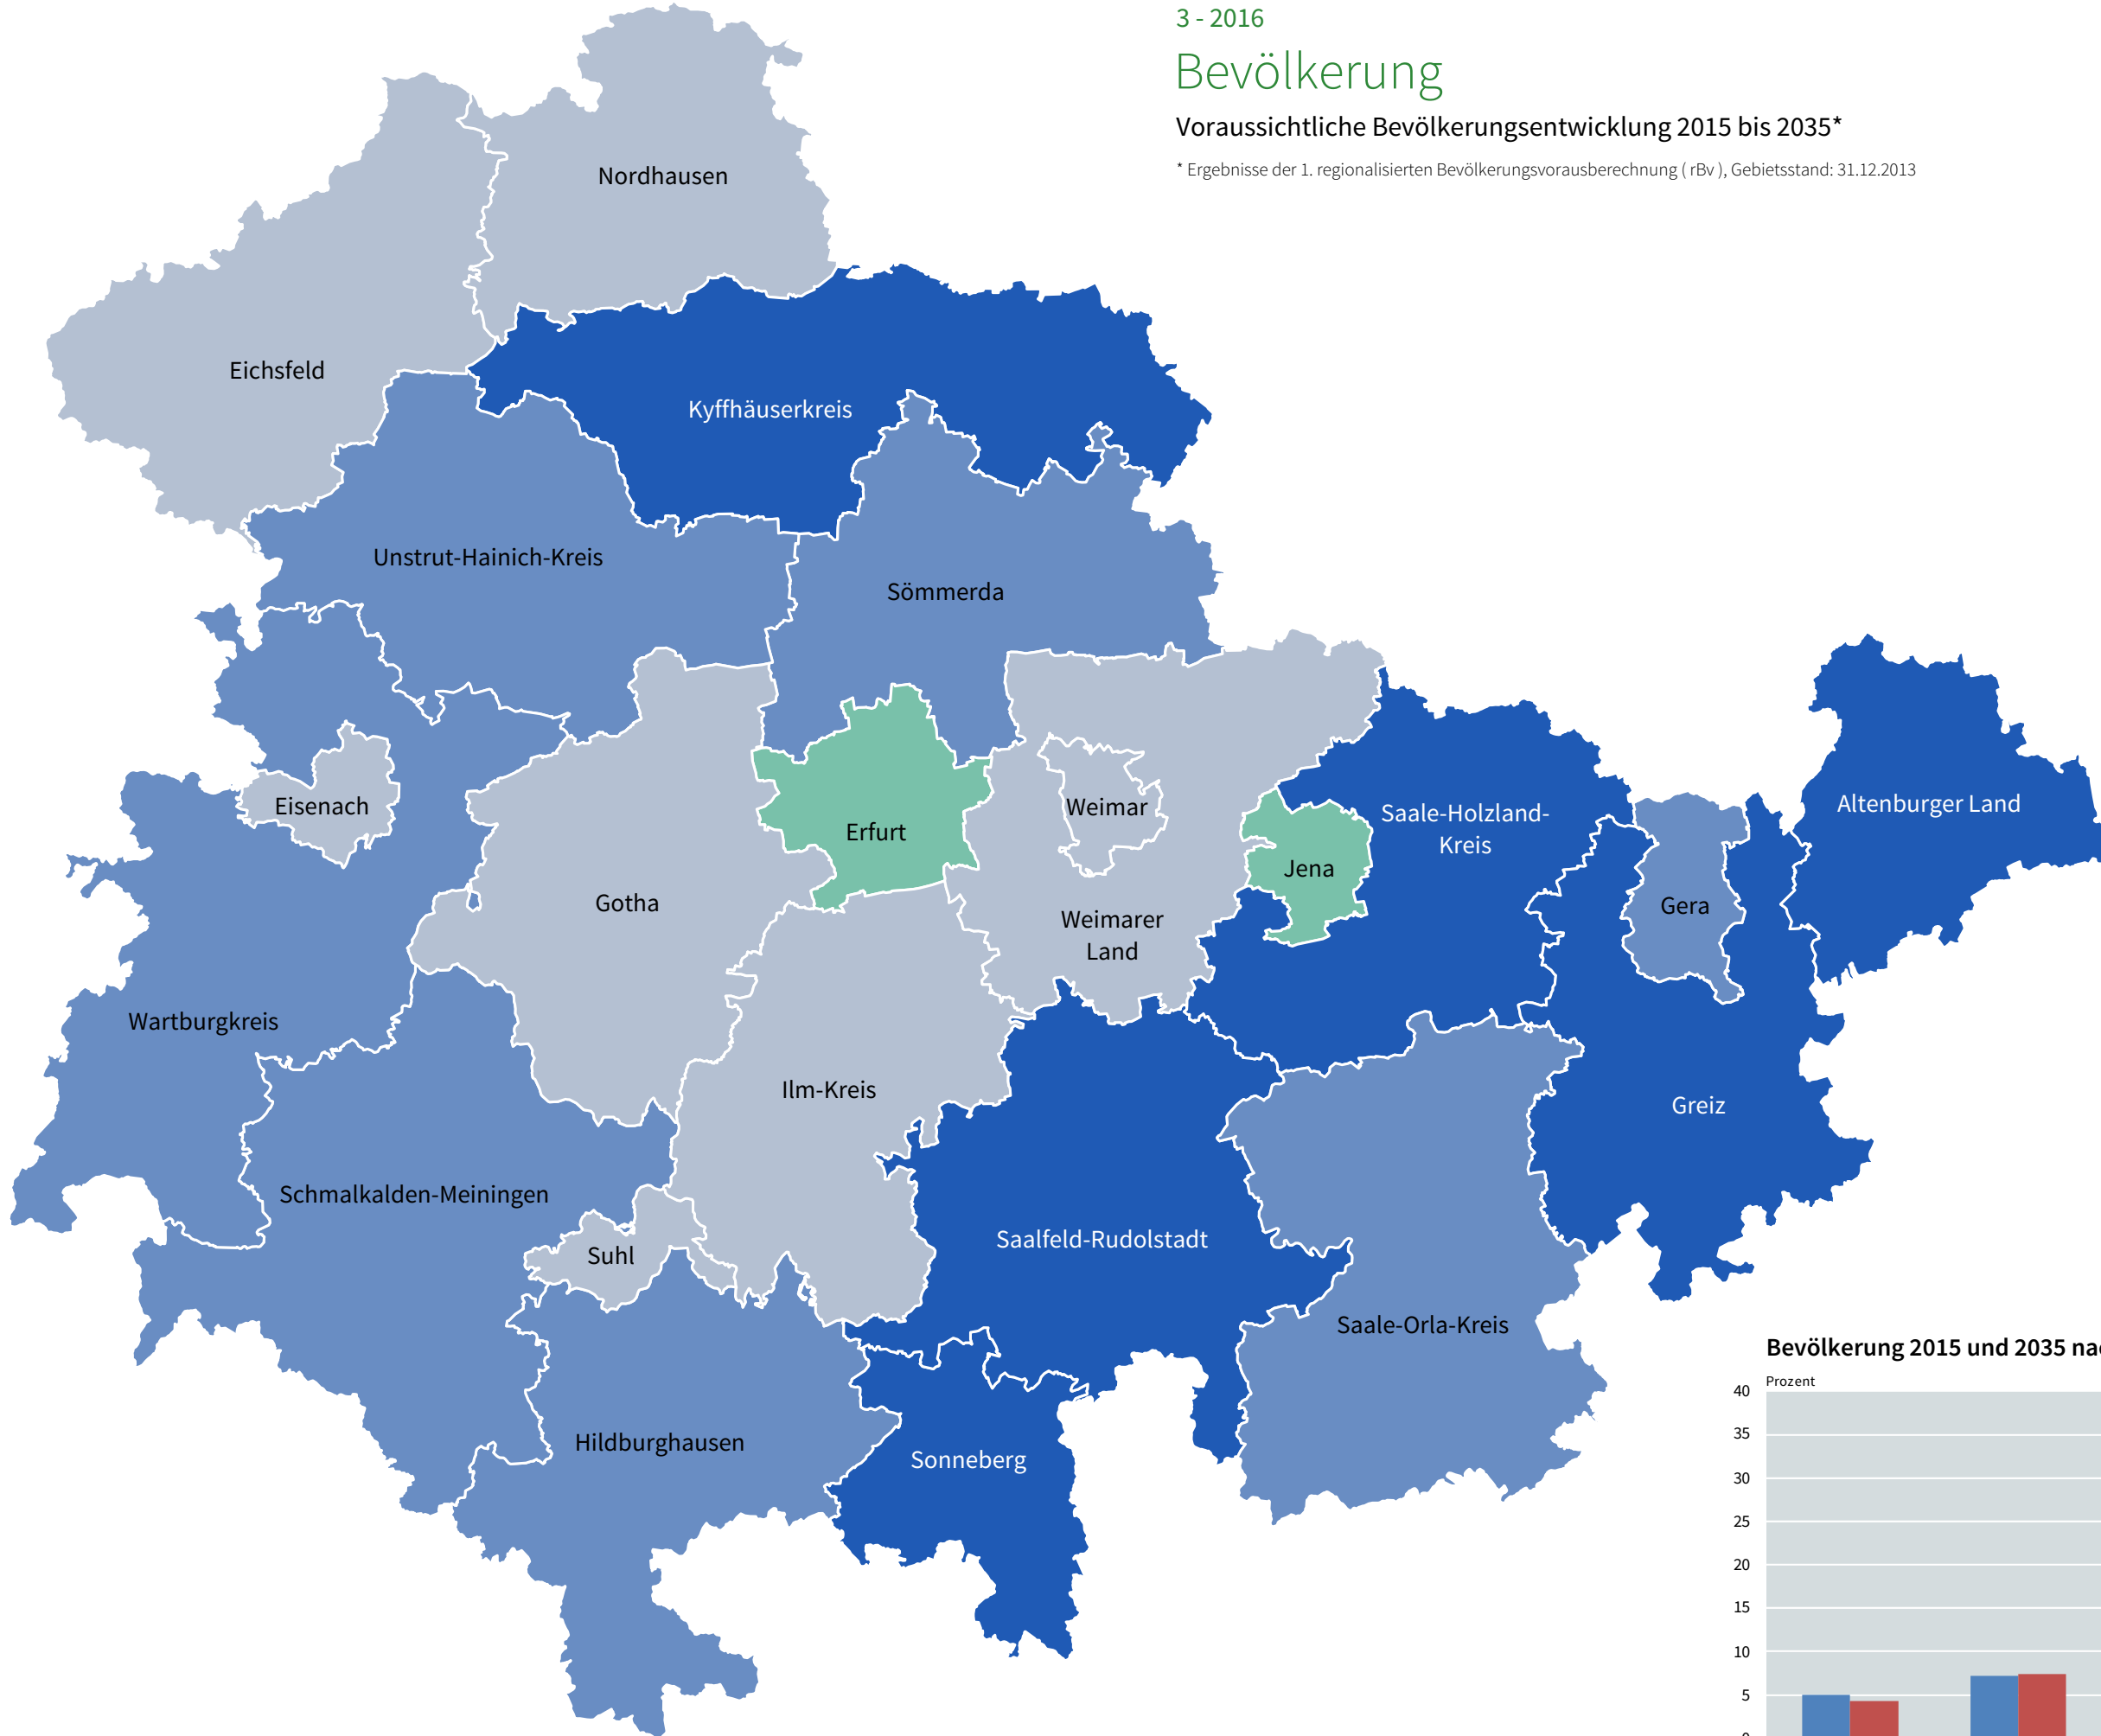 3 - 2016
Bevölkerung
Voraussichtliche Bevölkerungsentwicklung 2015 bis 2035*
* Ergebnisse der 1. regionalisierten Bevölkerungsvorausberechnung ( rBv ), Gebietsstand: 31.12.2013
Nordhausen
Eichsfeld
Kyffhäuserkreis
Unstrut-Hainich-Kreis
Sömmerda
Eisenach
Erfurt
Weimar
Saale-Holzland-
Kreis
Altenburger Land
Jena
Gotha
Gera
Weimarer
Land
Wartburgkreis
Ilm-Kreis
Greiz
Schmalkalden-Meiningen
Suhl
Saalfeld-Rudolstadt
Saale-Orla-Kreis
Hildburghausen
Sonneberg
Bevölkerung 2015 und 2035
Prozent
40
35
30
25
20
15
10
5